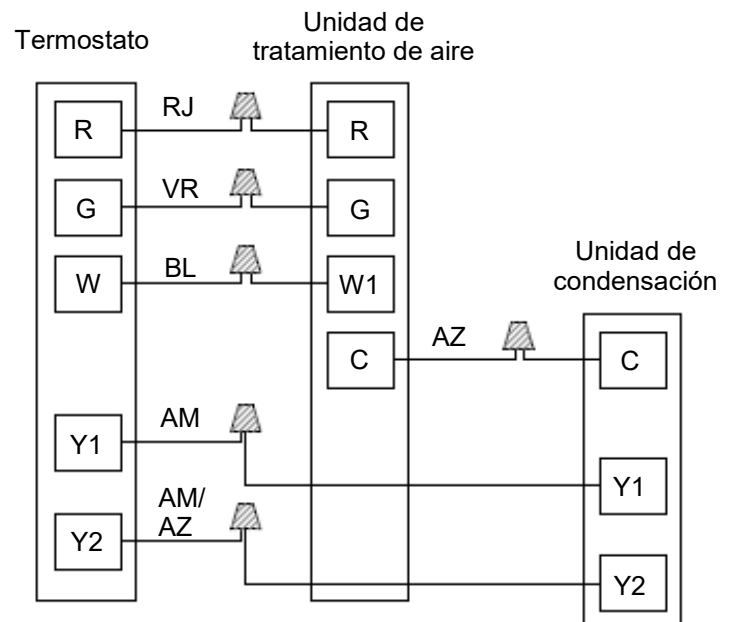 Termostato
Unidad de
tratamiento de aire
R
RJ
R
G
VR
G
W
BL
W1
Unidad de
condensación
C
AZ
C
Y1
AM
Y1
Y2
AM/
AZ
Y2